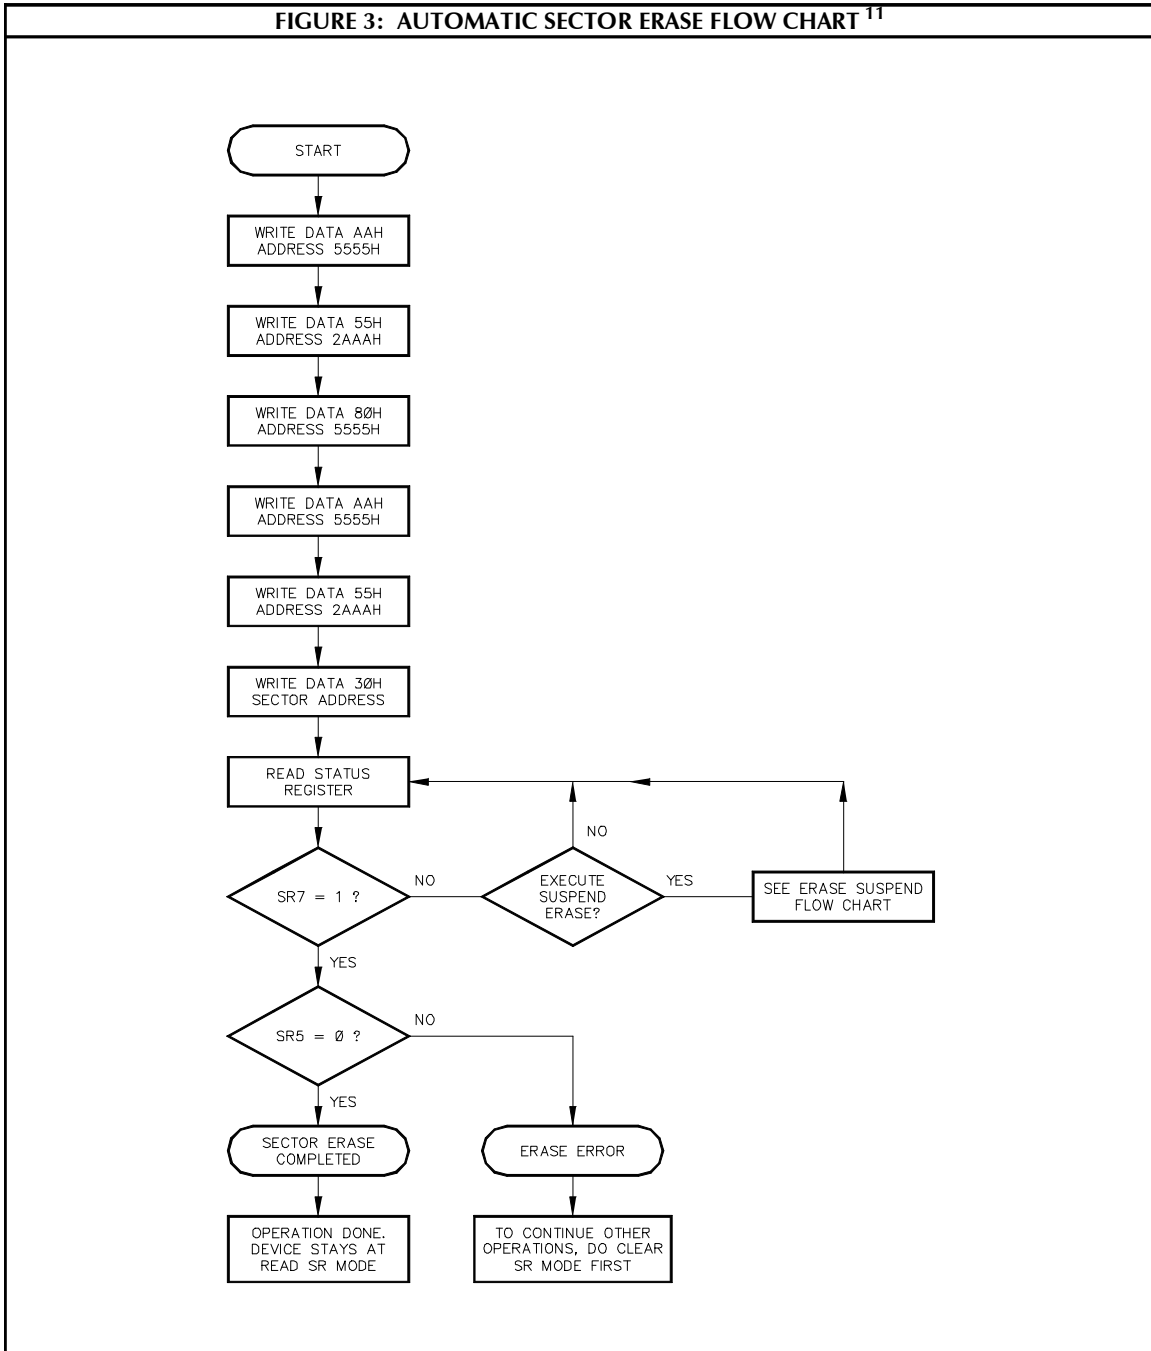 FIGURE 3: AUTOMATIC SECTOR ERASE FLOW CHART 11
START
WRITE DATA AAH
ADDRESS 5555H
WRITE DATA 55H
ADDRESS 2AAAH
WRITE DATA 80H
ADDRESS 5555H
WRITE DATA AAH
ADDRESS 5555H
WRITE DATA 55H
ADDRESS 2AAAH
WRITE DATA 30H
SECTOR ADDRESS
READ STATUS
REGISTER
NO
SR7 = 1 ?
NO
EXECUTE
SUSPEND
ERASE?
YES
SEE ERASE SUSPEND
FLOW CHART
YES
SR5 = 0 ?
NO
YES
SECTOR ERASE
COMPLETED
ERASE ERROR
OPERATION DONE.
DEVICE STAYS AT
READ SR MODE
TO CONTINUE OTHER
OPERATIONS, DO CLEAR
SR MODE FIRST